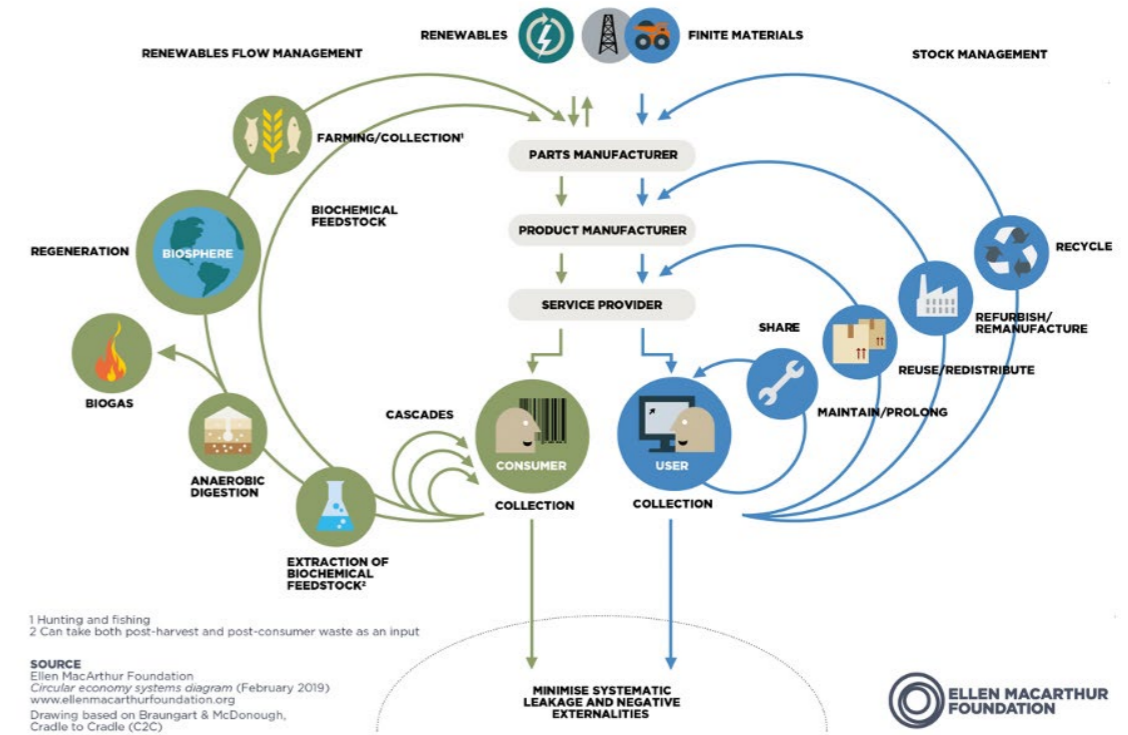 RENEWABLES
FINITE MATERIALS
RENEWABLES FLOW MANAGEMENT
STOCK MANAGEMENT
FARMING/COLLECTION¹
PARTS MANUFACTURER
BIOCHEMICAL
FEEDSTOCK
PRODUCT MANUFACTURER
REGENERATION
BIOSPHERE
RECYCLE
SERVICE PROVIDER
SHARE
REFURBISH/
REMANUFACTURE
REUSE/REDISTRIBUTE
BIOGAS
CASCADES
MAINTAIN/PROLONG
CONSUMER
USER
ANAEROBIC
DIGESTION
COLLECTION
COLLECTION
EXTRACTION OF
BIOCHEMICAL
FEEDSTOCK²
1 Hunting and fishing
2 Can take both post-harvest and post-consumer waste as an input
SOURCE
Ellen MacArthur Foundation
Circular economy systems diagram (February 2019)
www.ellenmacarthurfoundation.org
Drawing based on Braungart & McDonough,
Cradle to Cradle (C2C)
MINIMISE SYSTEMATIC
LEAKAGE AND NEGATIVE
EXTERNALITIES
ELLEN MACARTHUR
FOUNDATION